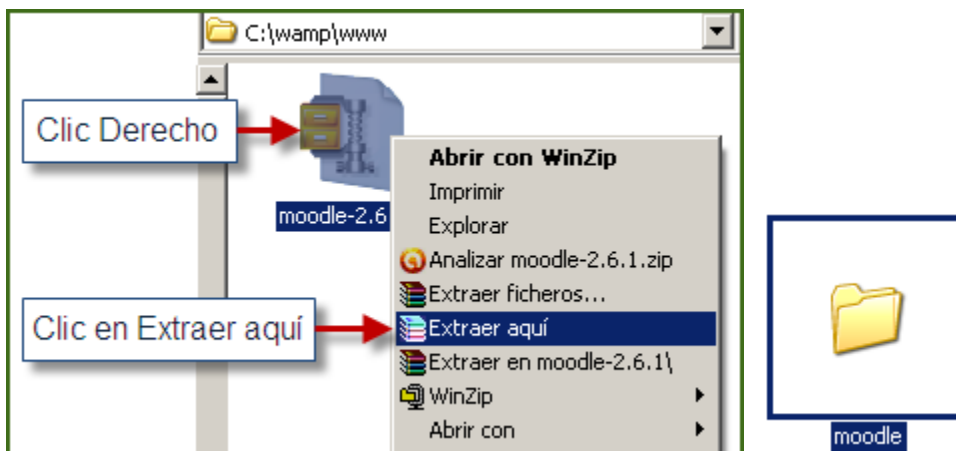 C:\wamp\www
Clic Derecho
moodle-2.6
Abrir con WinZip
Imprimir
Explorar
Analizar moodle-2.6.1.zip
Extraer ficheros...
Clic en Extraer aquí
Extraer aquí
Extraer en moodle-2.6.1\
WinZip
Abrir con
moodle